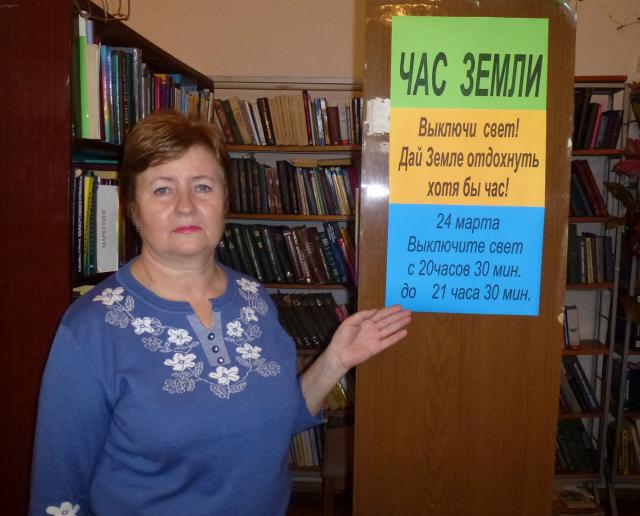 ЧАС ЗЕМЛИ
Выключи свет!
Дай Земле отдохнуть
хотя бы час!
24 марта
Выключите свет
с 20часов 30 мин.
до 21 часа 30 мин.
МАРКЕТИНГ